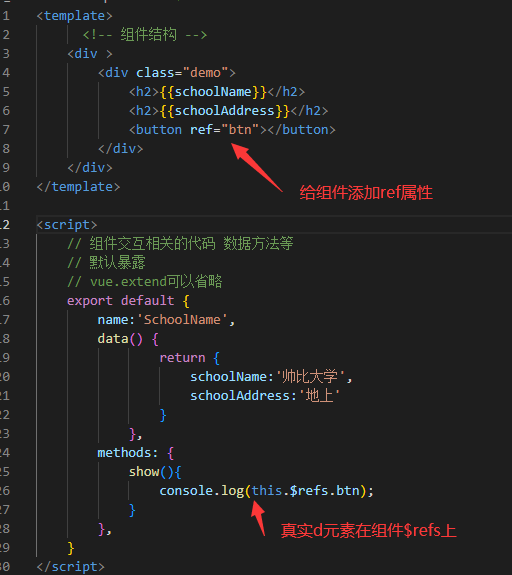 1 <template>
2 <!-- 组件结构 -->
3 <div >
4 <div class="demo">
5 <h2>{{schoolName}}</h2>
6 <h2>{{schoolAddress}}</h2>
7 <button ref="btn"></button>
8 </div>
9 </div>
10 </template>
给组件添加ref属性
11
12 <script>
13 // 组件交互相关的代码 数据方法等
14 // 默认暴露
15 // vue.extend可以省略
16 export default {
17 name:'SchoolName',
18 data() {
19 return {
20 schoolName:'帅比大学',
21 schoolAddress:'地上'
22 }
23 },
24 methods: {
25 show(){
26 console.log(this.$refs.btn);
27 }
28 },
真实d元素在组件$refs上
29 }
30 </script>